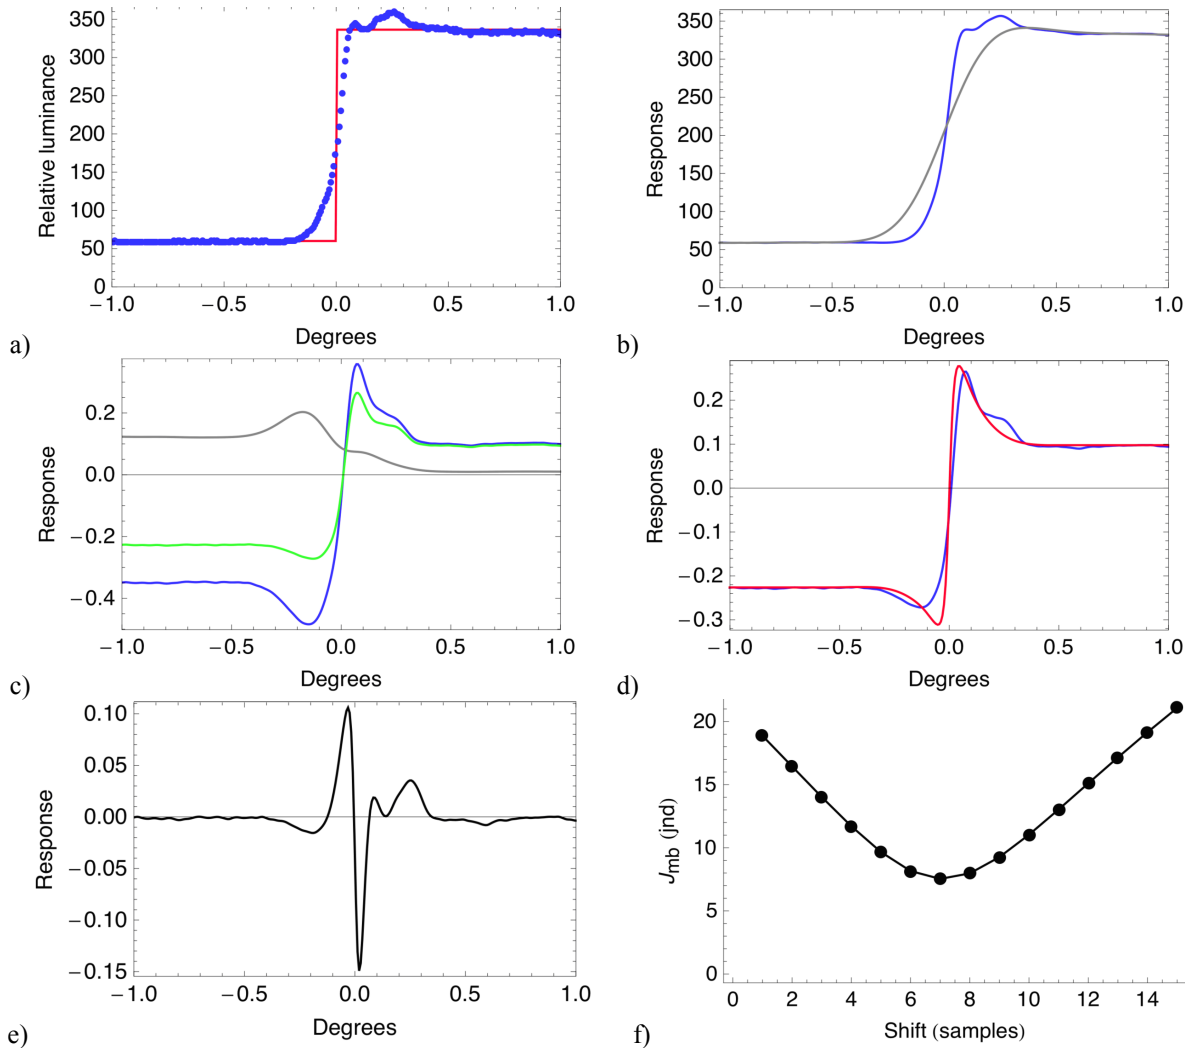 350
300
250
200
150
100
50
0
Relative luminance
−1.0 −0.5 0.0 0.5 1.0
Degrees
a)
350
300
250
200
150
100
50
0
Response
−1.0 −0.5 0.0 0.5 1.0
Degrees
b)
0.2
0.0
−0.2
−0.4
Response
−1.0 −0.5 0.0 0.5 1.0
Degrees
c)
0.2
0.1
0.0
−0.1
−0.2
−0.3
Response
−1.0 −0.5 0.0 0.5 1.0
Degrees
d)
0.10
0.05
0.00
−0.05
−0.10
−0.15
Response
−1.0 −0.5 0.0 0.5 1.0
Degrees
e)
20
15
10
5
0
Jmb (jnd)
0 2 4 6 8 10 12 14
Shift (samples)
f)